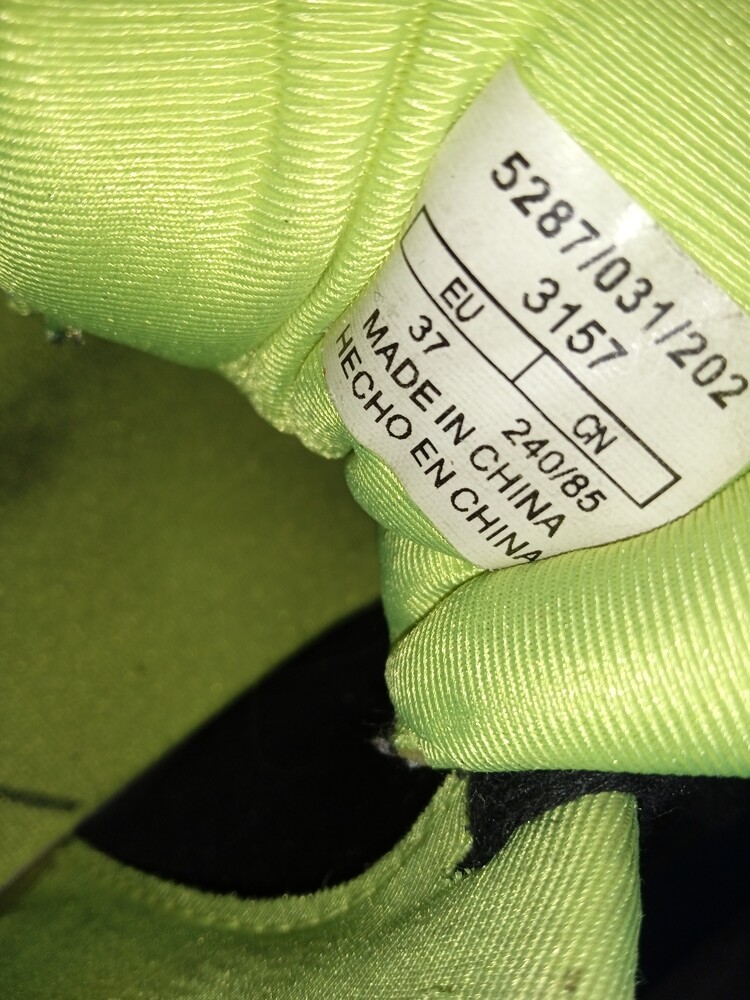 5287/031/202
3157
EU CN
37 240/85
MADE IN CHINA
HECHO EN CHINA